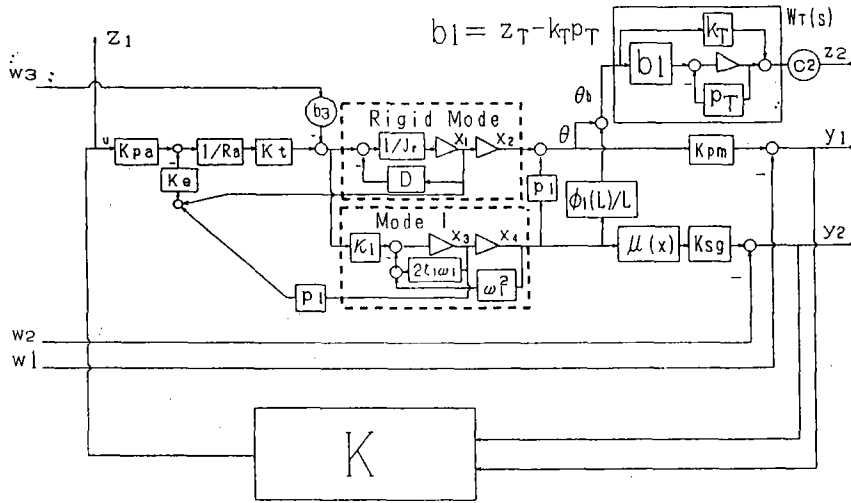 Z1
b1 = zT-kTpT
WT(s)
kT
b1
pT
C2
z2
w3
b3
Rigid Mode
1/Jr
x1
x2
D
θ
θb
u
Kpa
1/Ra
Kt
Ke
Kpm
y1
p1
ϕ1(L)/L
Mode 1
K1
x3
x4
2ζ1ω1
ω1²
μ(x)
Ksg
y2
p1
w2
w1
K